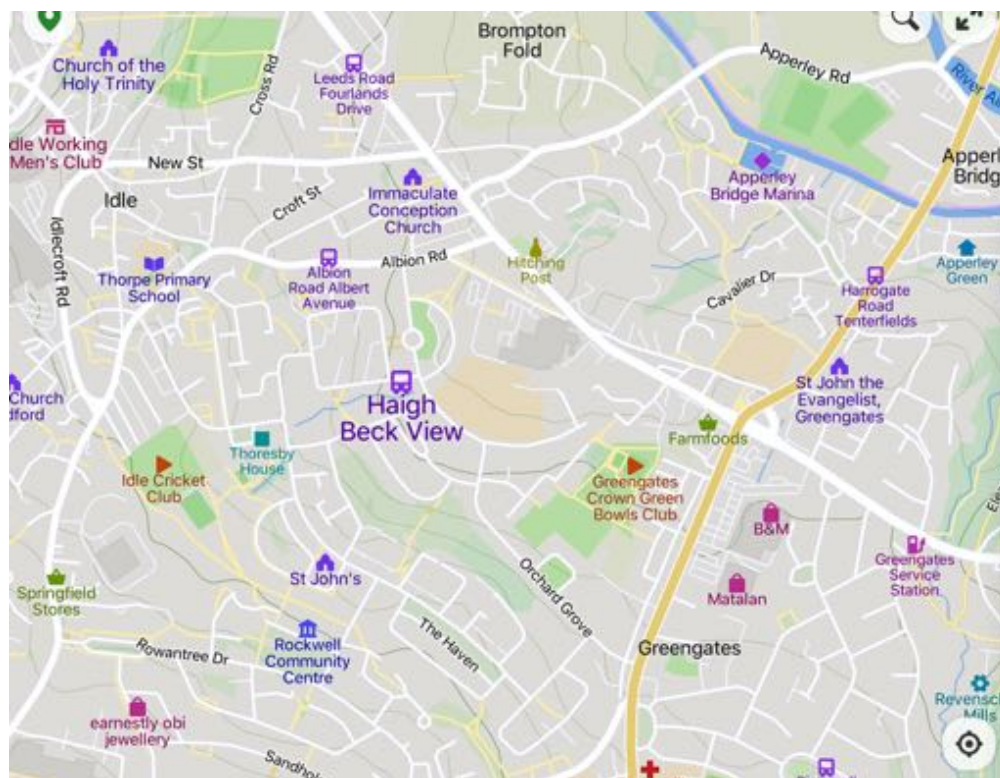 Brompton
Fold
Church of the
Holy Trinity
Cross Rd
Leeds Road
Fourlands
Drive
Apperley Rd
Men's Club
New St
Immaculate
Conception
Church
Apperley
Bridge Marina
Idle
Croft St
Idlecroft Rd
Thorpe Primary
School
Albion
Road Albert
Avenue
Albion Rd
Hitching
Post
Cavalier Dr
Apperley
Green
Harrogate
Road
Tenterfields
Church
Haigh
Beck View
St John the
Evangelist,
Greengates
Farmfoods
Thoresby
House
Idle Cricket
Club
Greengates
Crown Green
Bowls Club
B&M
Greengates
Service
Station
Springfield
Stores
St John's
Orchard Grove
Matalan
Rowantree Dr
Rockwell
Community
Centre
The Haven
Greengates
Mills
earnestly obi
jewellery